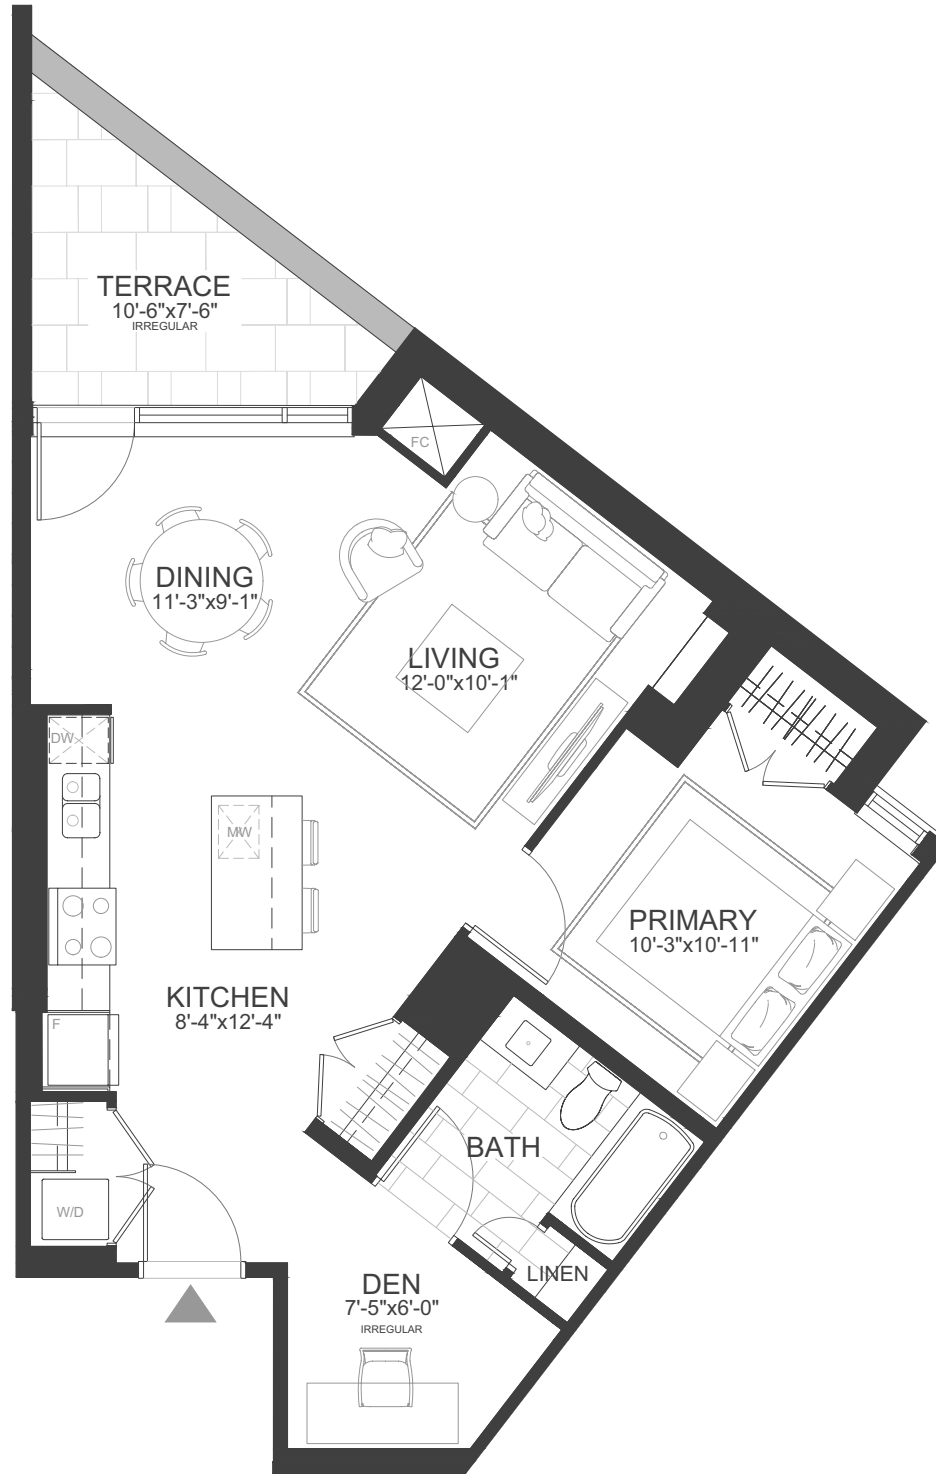 TERRACE
10'-6"x7'-6"
IRREGULAR
FC
DINING
11'-3"x9'-1"
LIVING
12'-0"x10'-1"
DW
MW
PRIMARY
10'-3"x10'-11"
KITCHEN
8'-4"x12'-4"
F
BATH
W/D
LINEN
DEN
7'-5"x6'-0"
IRREGULAR